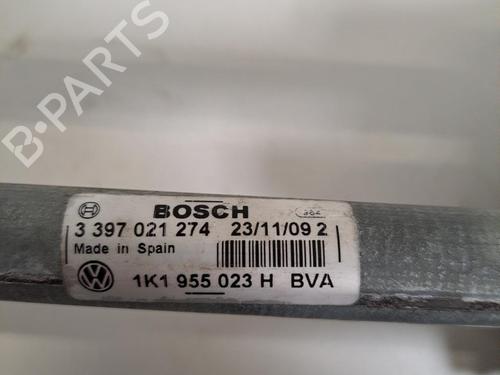 B-PARTS
BOSCH
3 397 021 274 23/11/09 2
Made in Spain
1K1 955 023 H BVA